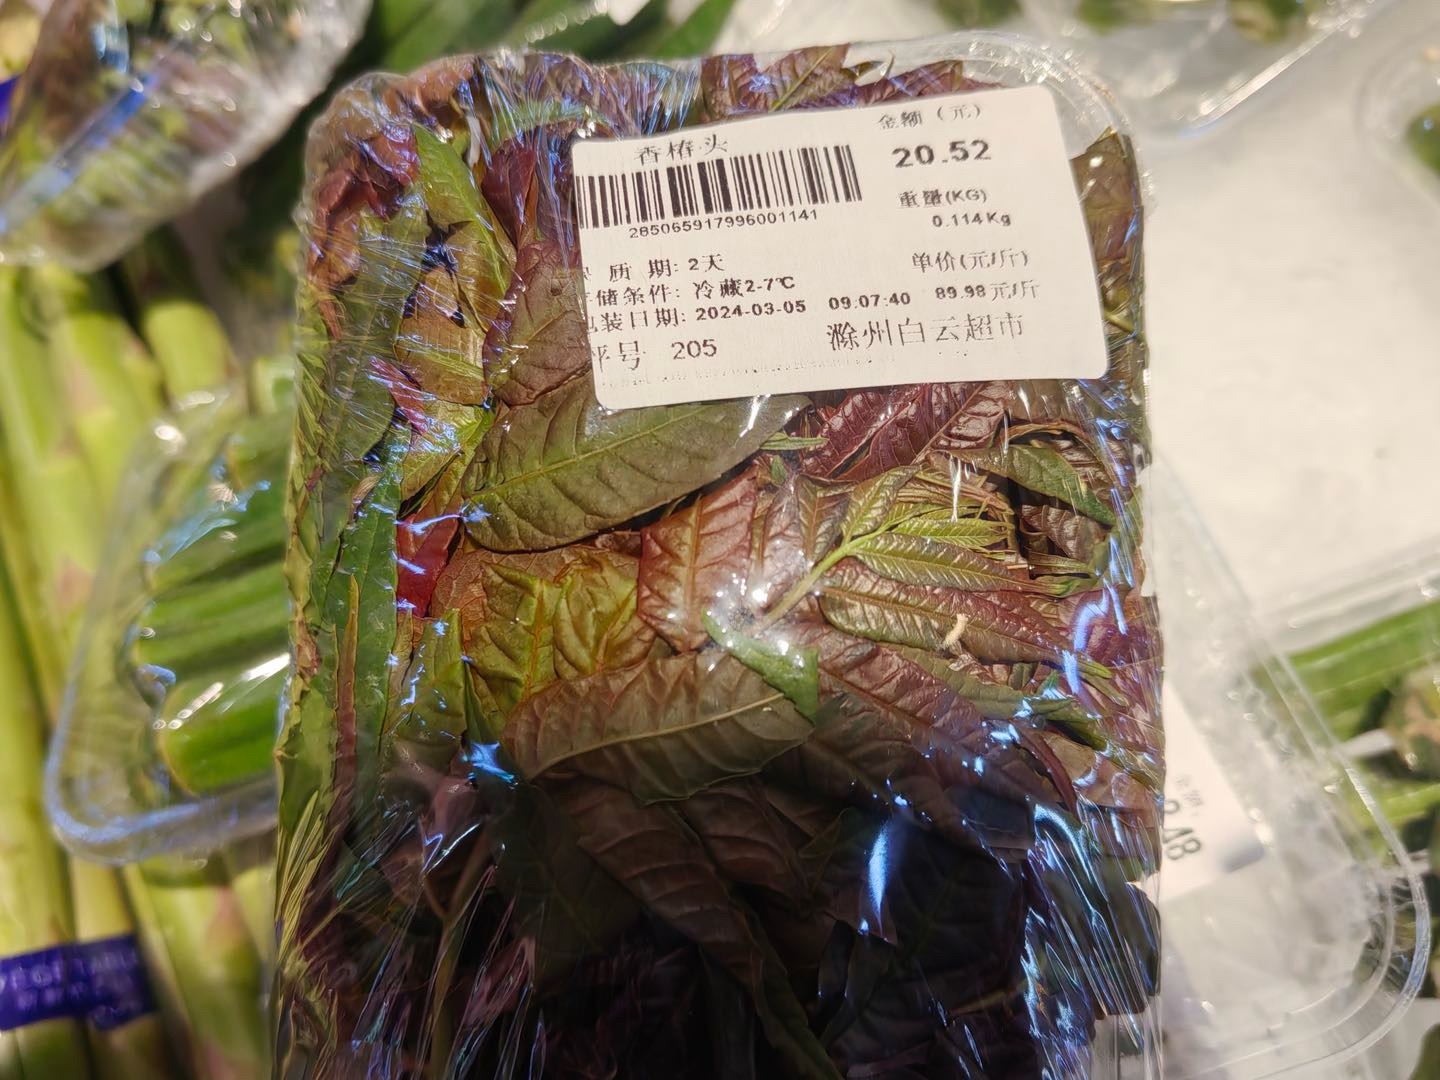 香椿头
金额（元）
20.52
285065917996001141
重量(KG)
0.114Kg
质 期: 2天
单价(元/斤)
储条件: 冷藏2-7℃
89.98元/斤
装日期: 2024-03-05 09:07:40
号 205
滁州白云超市